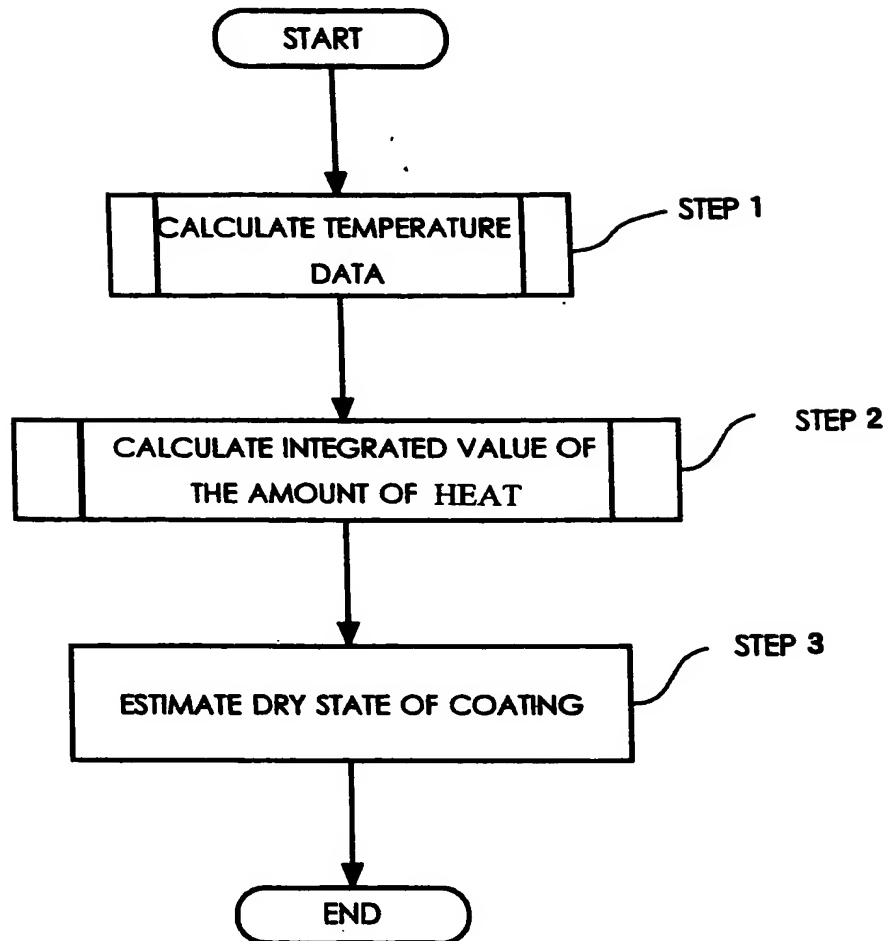 START
CALCULATE TEMPERATURE
DATA
STEP 1
CALCULATE INTEGRATED VALUE OF
THE AMOUNT OF HEAT
STEP 2
ESTIMATE DRY STATE OF COATING
STEP 3
END